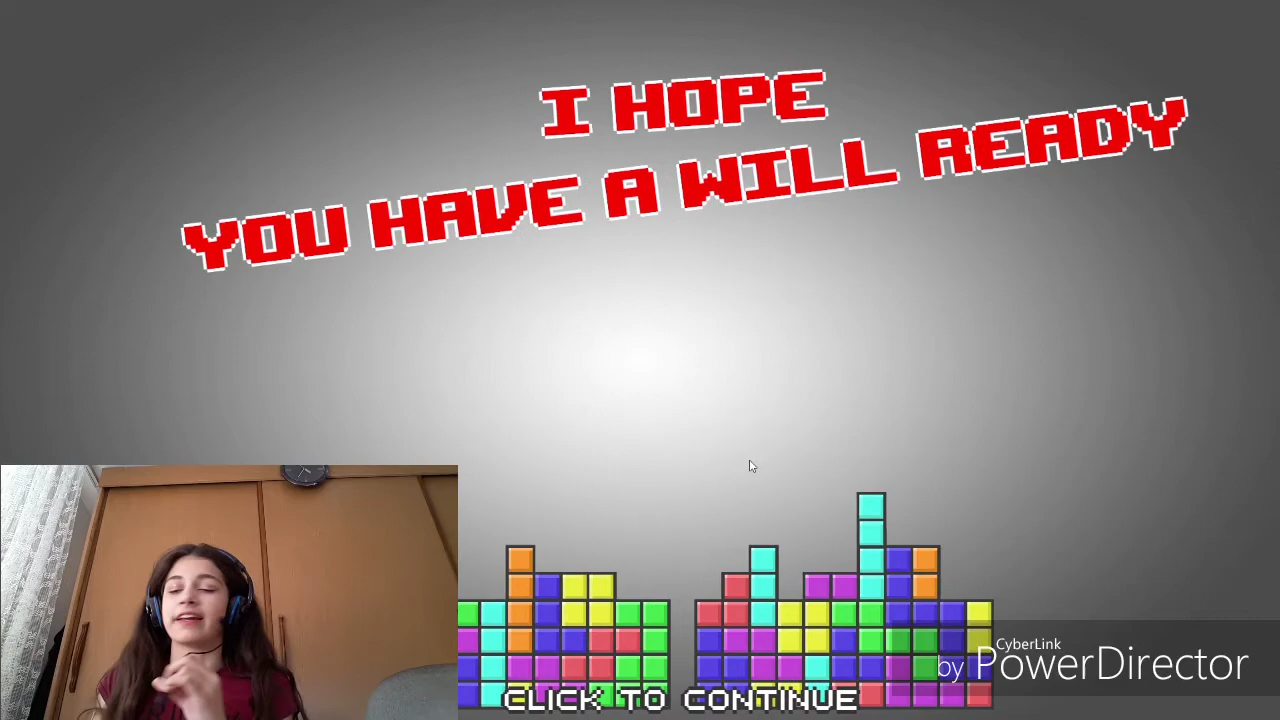 I HOPE
YOU HAVE A WILL READY
CLICK TO CONTINUE
CyberLink
by PowerDirector